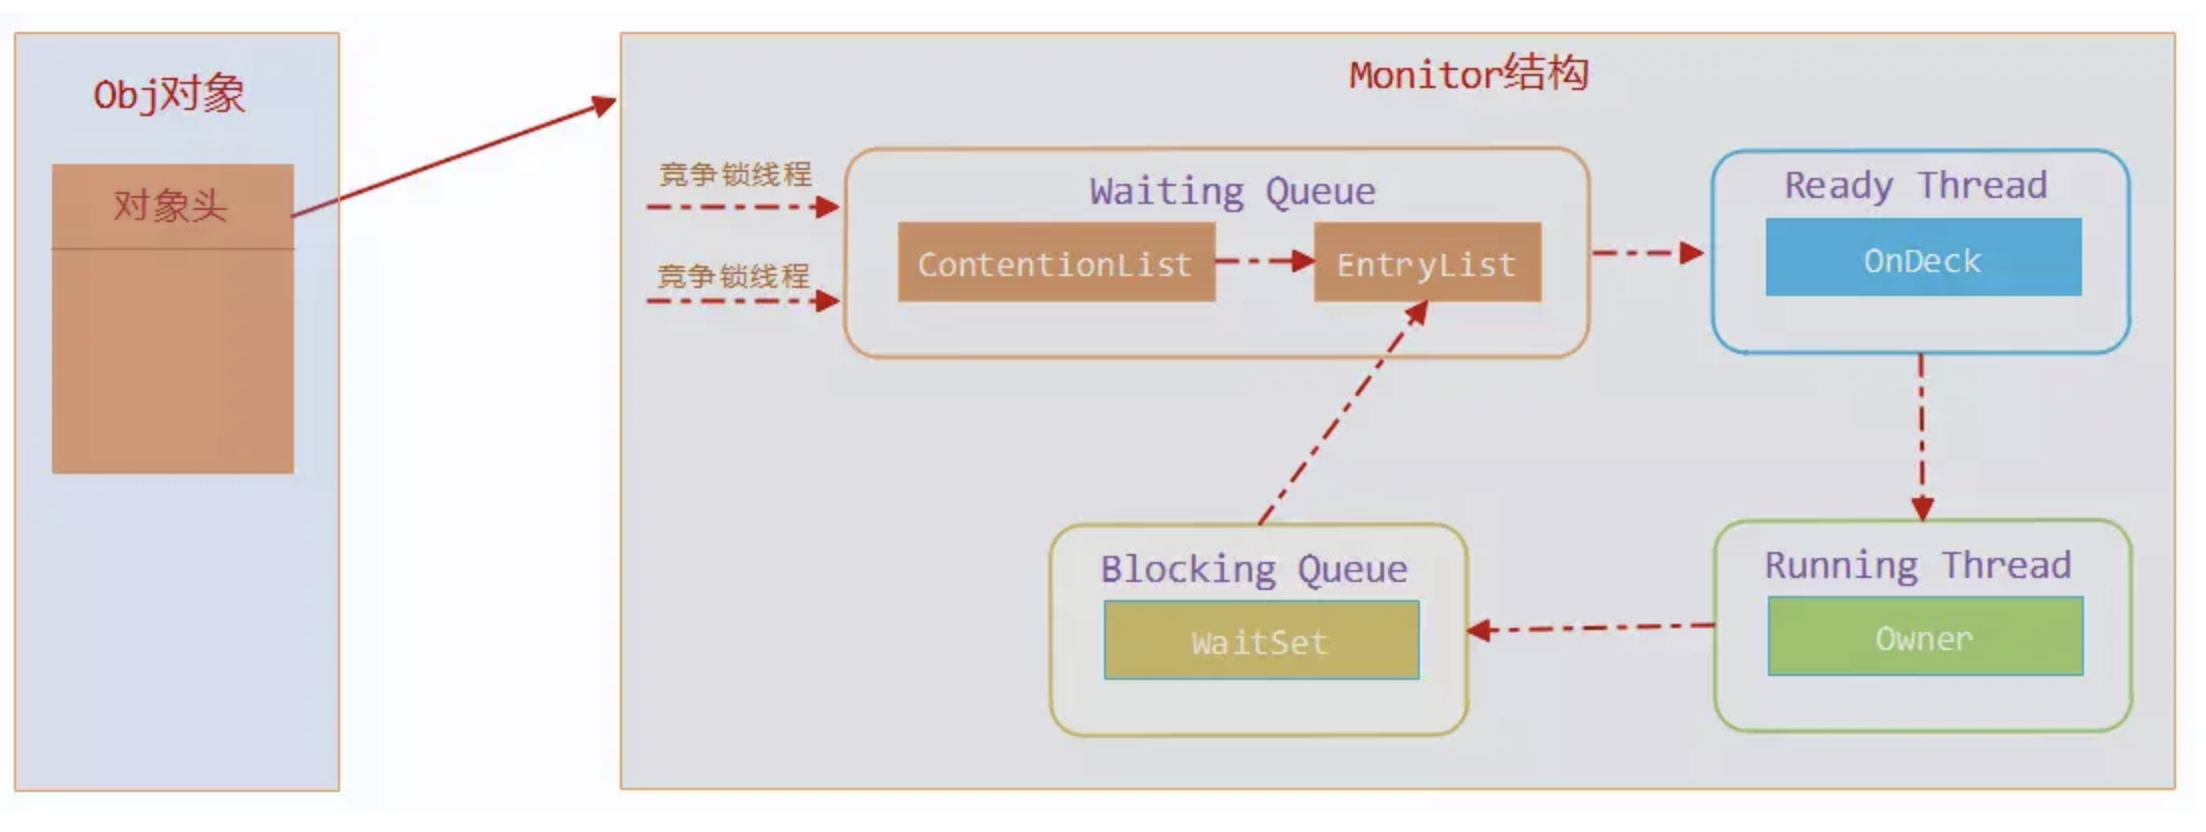 Obj对象
对象头
Monitor结构
竞争锁线程
竞争锁线程
Waiting Queue
ContentionList
EntryList
Ready Thread
OnDeck
Blocking Queue
WaitSet
Running Thread
Owner